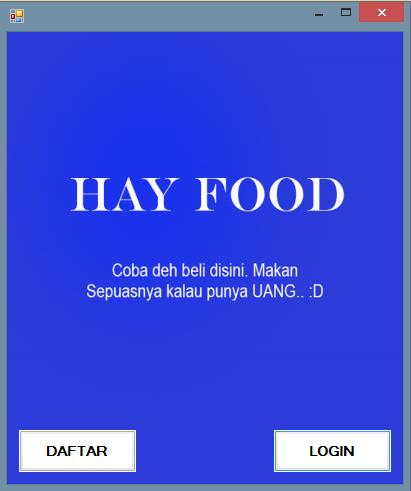 HAY FOOD
Coba deh beli disini. Makan
Sepuasnya kalau punya UANG.. :D
DAFTAR
LOGIN